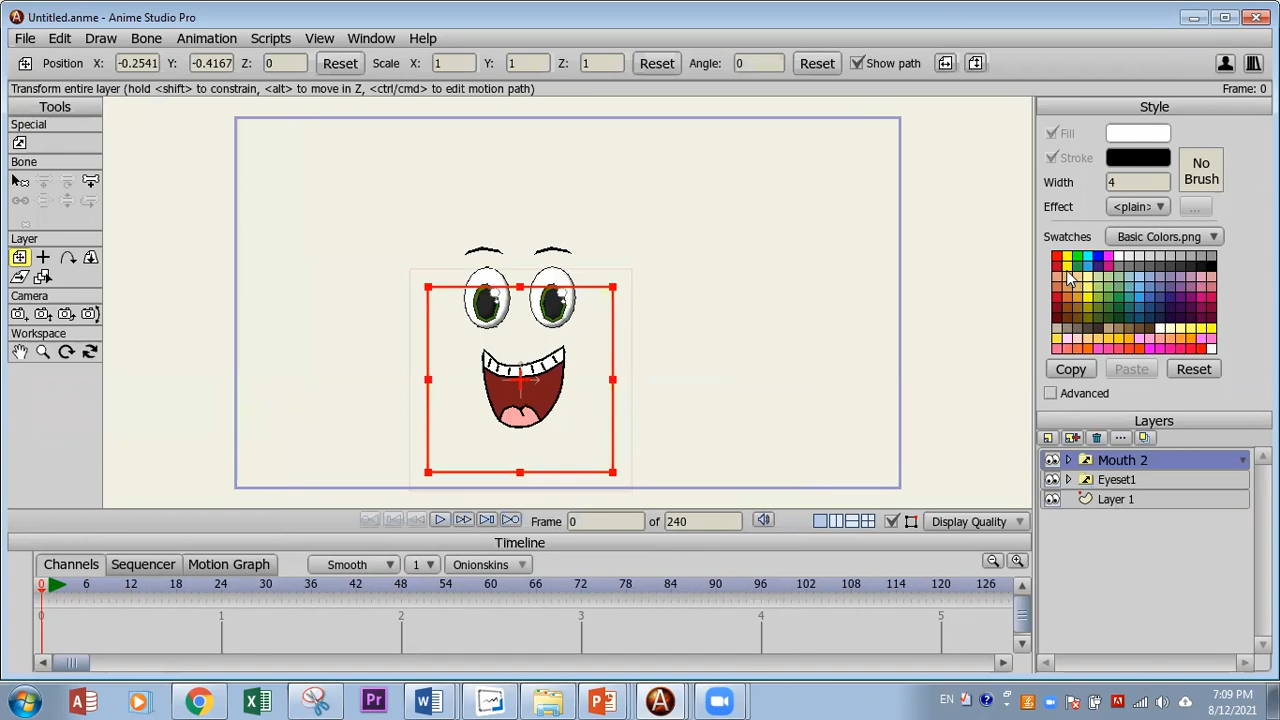 Untitled.anme - Anime Studio Pro
File Edit Draw Bone Animation Scripts View Window Help
Position X: -0.2541 Y: -0.4167 Z: 0 Reset Scale X: 1 Y: 1 Z: 1 Reset Angle: 0 Reset Show path
Transform entire layer (hold <shift> to constrain, <alt> to move in Z, <ctrl/cmd> to edit motion path) Frame: 0
Tools
Special
Bone
Layer
Camera
Workspace
Style
Fill
Stroke
Width 4
No
Brush
Effect <plain> ...
Swatches Basic Colors.png
Copy Paste Reset
Advanced
Layers
Mouth 2
Eyeset1
Layer 1
Frame 0 of 240 Display Quality
Timeline
Channels Sequencer Motion Graph Smooth 1 Onionskins
0 6 12 18 24 30 36 42 48 54 60 66 72 78 84 90 96 102 108 114 120 126
0 1 2 3 4 5
EN 7:09 PM
8/12/2021